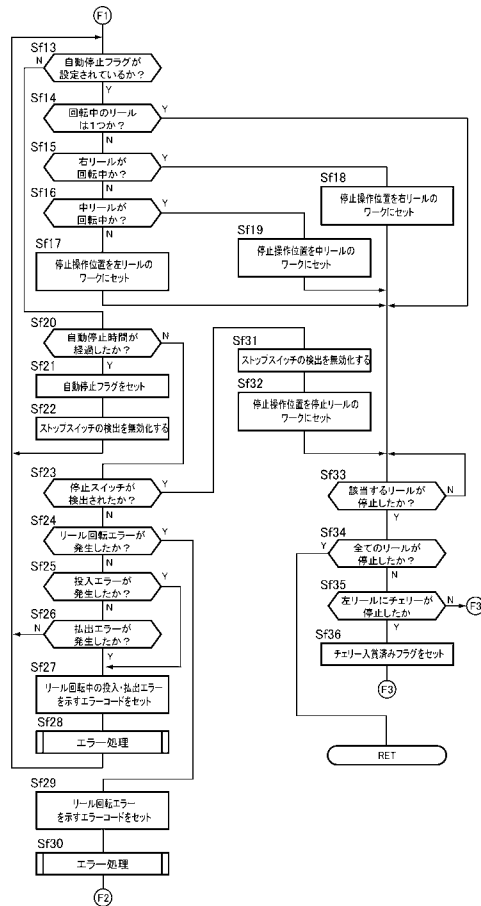 F1
Sf13
自動停止フラグが
設定されているか?
N
Y
Sf14
回転中のリール
は1つか?
Y
N
Sf15
右リールが
回転中か?
Y
N
Sf16
中リールが
回転中か?
Y
N
Sf17
停止操作位置を左リールの
ワークにセット
Sf18
停止操作位置を右リールの
ワークにセット
Sf19
停止操作位置を中リールの
ワークにセット
Sf20
自動停止時間が
経過したか?
N
Y
Sf21
自動停止フラグをセット
Sf22
ストップスイッチの検出を無効化する
Sf23
停止スイッチが
検出されたか?
Y
N
Sf24
リール回転エラーが
発生したか?
Y
N
Sf25
投入エラーが
発生したか?
Y
N
Sf26
払出エラーが
発生したか?
N
Y
Sf27
リール回転中の投入・払出エラー
を示すエラーコードをセット
Sf28
エラー処理
Sf29
リール回転エラー
を示すエラーコードをセット
Sf30
エラー処理
F2
Sf31
ストップスイッチの検出を無効化する
Sf32
停止操作位置を停止リールの
ワークにセット
Sf33
該当するリールが
停止したか?
N
Y
Sf34
全てのリールが
停止したか?
Y
N
Sf35
左リールにチェリーが
停止したか
N
F3
Y
Sf36
チェリー入賞済みフラグをセット
F3
RET